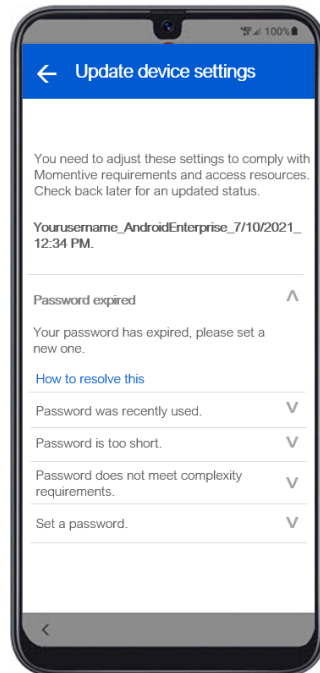 100%
Update device settings
You need to adjust these settings to comply with
Momentive requirements and access resources.
Check back later for an updated status.
Yourusername_AndroidEnterprise_7/10/2021_
12:34 PM.
Password expired
Your password has expired, please set a
new one.
How to resolve this
Password was recently used.
Password is too short.
Password does not meet complexity
requirements.
Set a password.